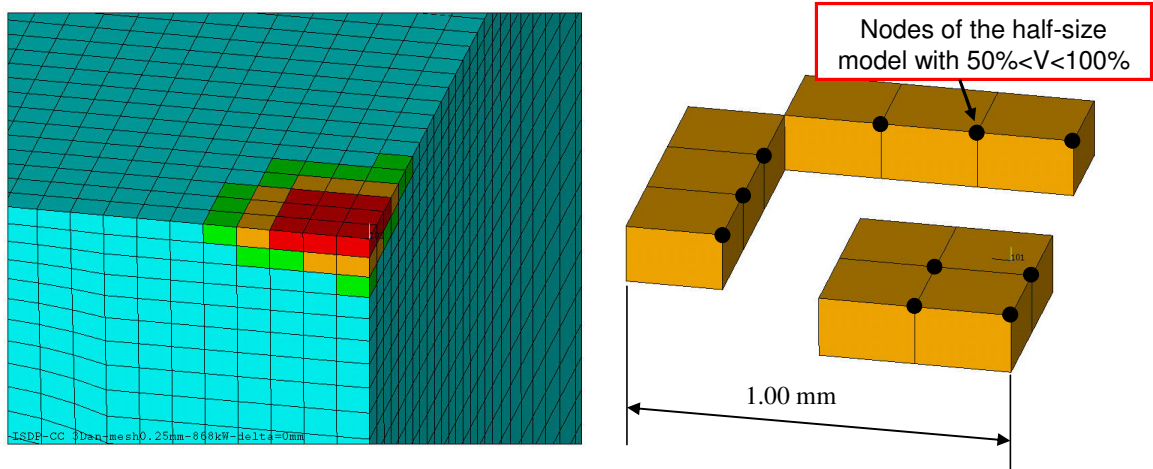 Nodes of the half-size
model with 50%<V<100%
101
1.00 mm
ISDP-CC 3Dan-mesh0.25mm-868kW-delta=0mm